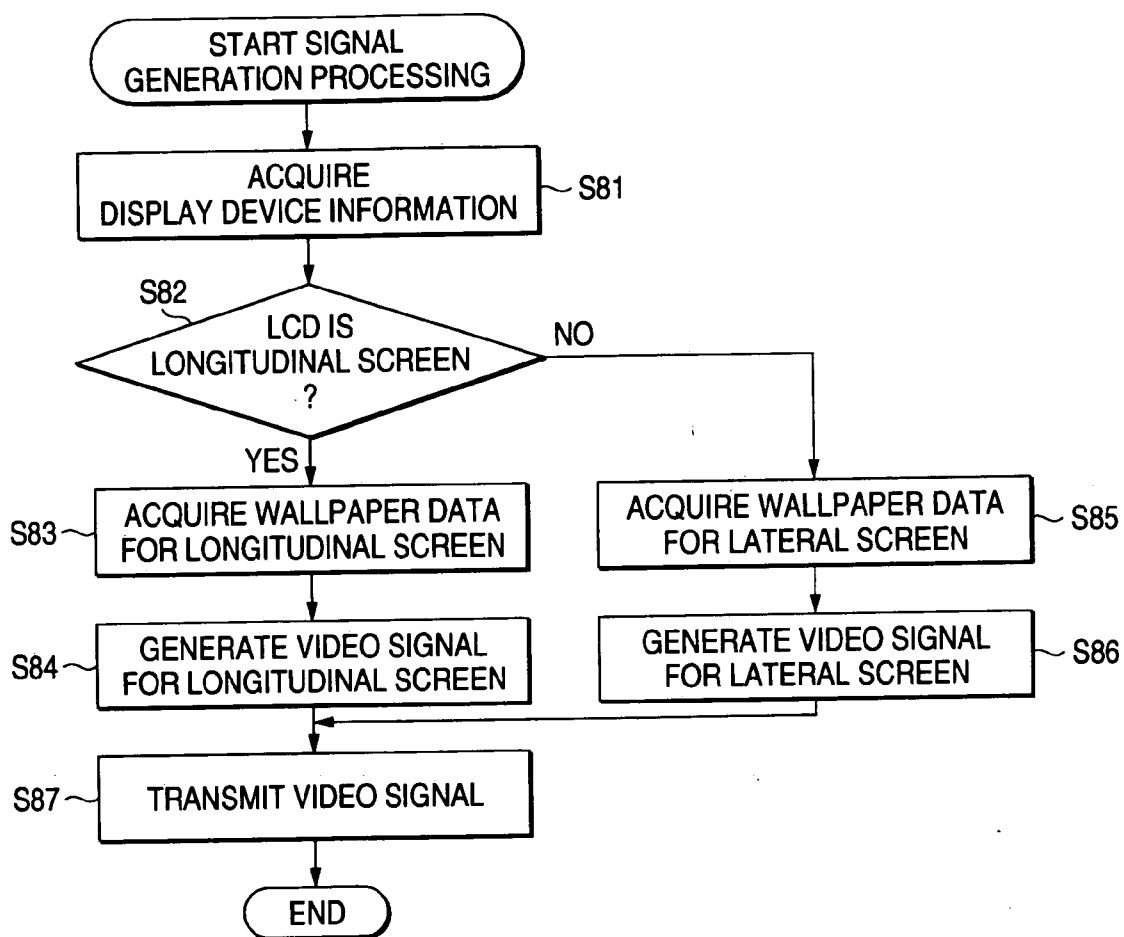 START SIGNAL
GENERATION PROCESSING
ACQUIRE
DISPLAY DEVICE INFORMATION
S81
S82
LCD IS
LONGITUDINAL SCREEN
?
NO
YES
S83
ACQUIRE WALLPAPER DATA
FOR LONGITUDINAL SCREEN
ACQUIRE WALLPAPER DATA
FOR LATERAL SCREEN
S85
S84
GENERATE VIDEO SIGNAL
FOR LONGITUDINAL SCREEN
GENERATE VIDEO SIGNAL
FOR LATERAL SCREEN
S86
S87
TRANSMIT VIDEO SIGNAL
END